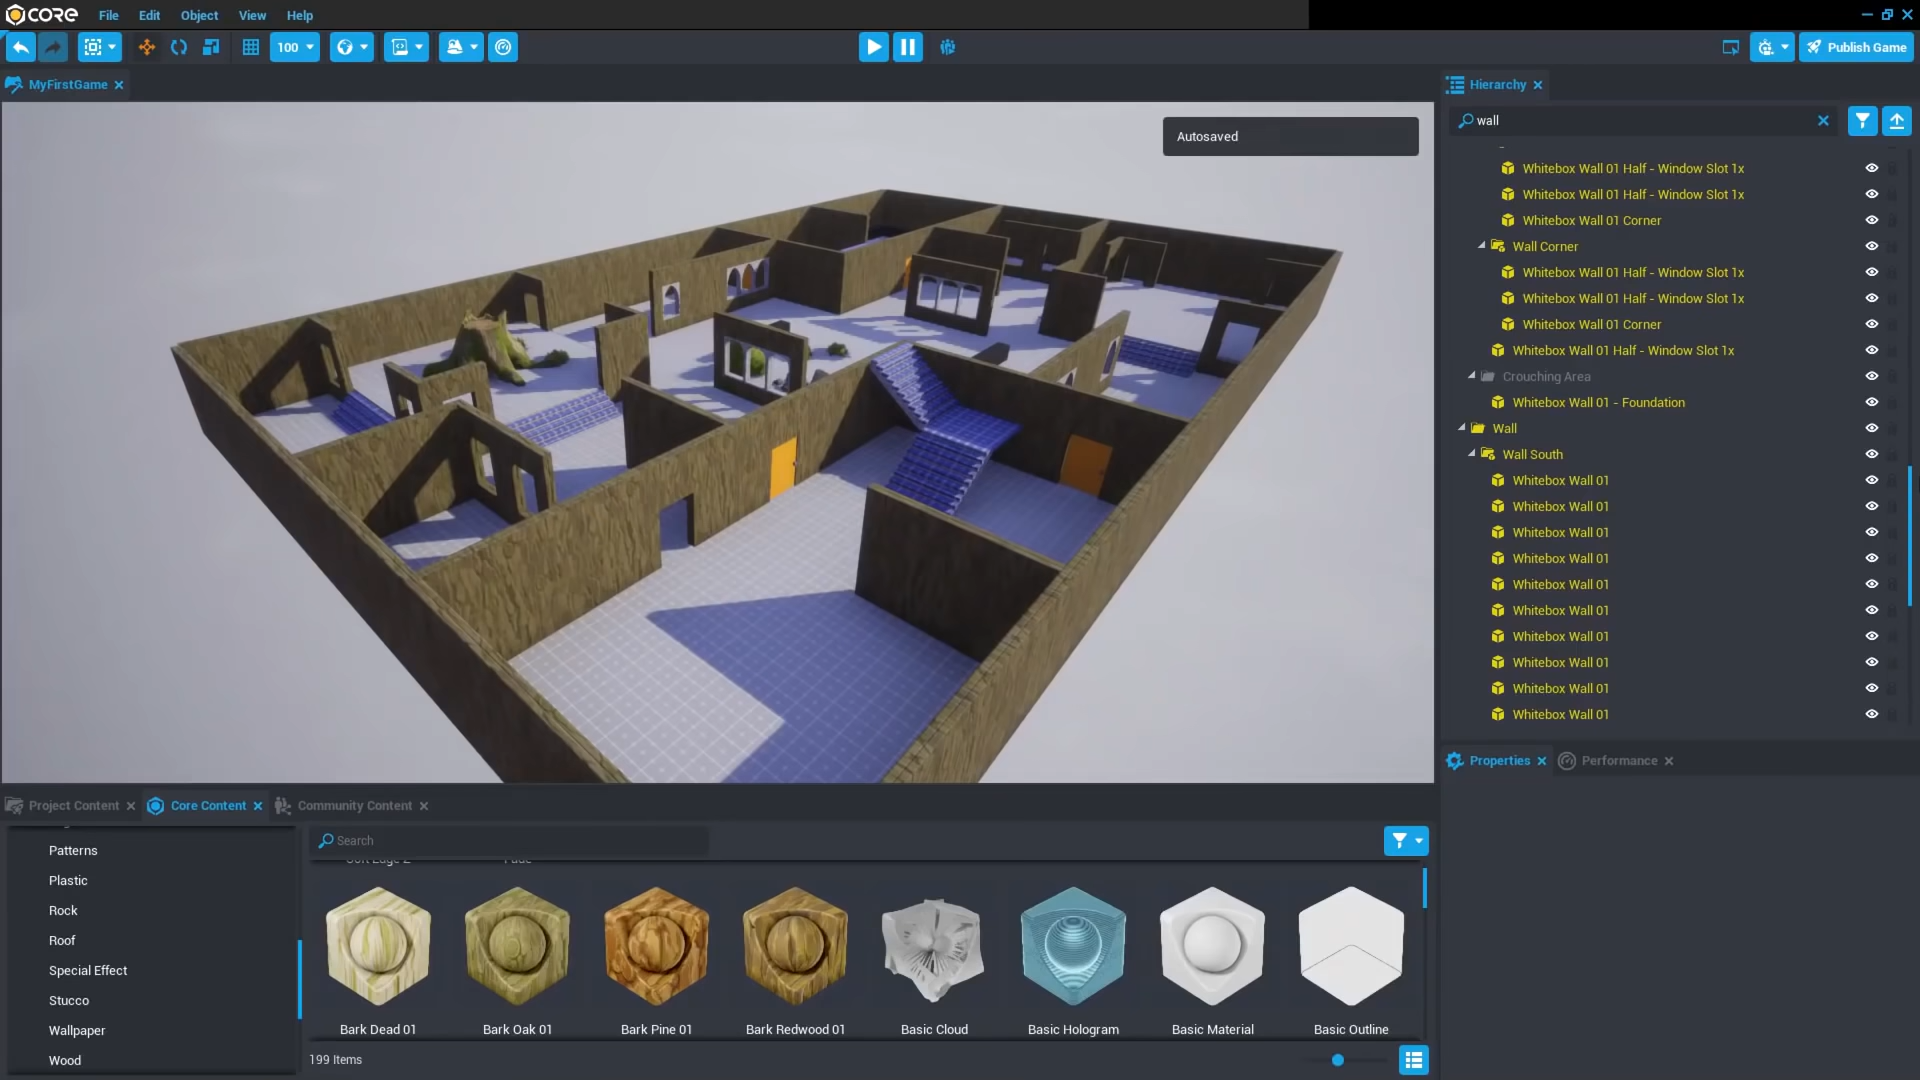 CORE
File
Edit
Object
View
Help
100
Publish Game
MyFirstGame
Autosaved
Hierarchy
wall
Whitebox Wall 01 Half - Window Slot 1x
Whitebox Wall 01 Half - Window Slot 1x
Whitebox Wall 01 Corner
Wall Corner
Whitebox Wall 01 Half - Window Slot 1x
Whitebox Wall 01 Half - Window Slot 1x
Whitebox Wall 01 Corner
Whitebox Wall 01 Half - Window Slot 1x
Crouching Area
Whitebox Wall 01 - Foundation
Wall
Wall South
Whitebox Wall 01
Whitebox Wall 01
Whitebox Wall 01
Whitebox Wall 01
Whitebox Wall 01
Whitebox Wall 01
Whitebox Wall 01
Whitebox Wall 01
Whitebox Wall 01
Whitebox Wall 01
Properties
Performance
Project Content
Core Content
Community Content
Patterns
Plastic
Rock
Roof
Special Effect
Stucco
Wallpaper
Wood
Search
Bark Dead 01
Bark Oak 01
Bark Pine 01
Bark Redwood 01
Basic Cloud
Basic Hologram
Basic Material
Basic Outline
199 Items